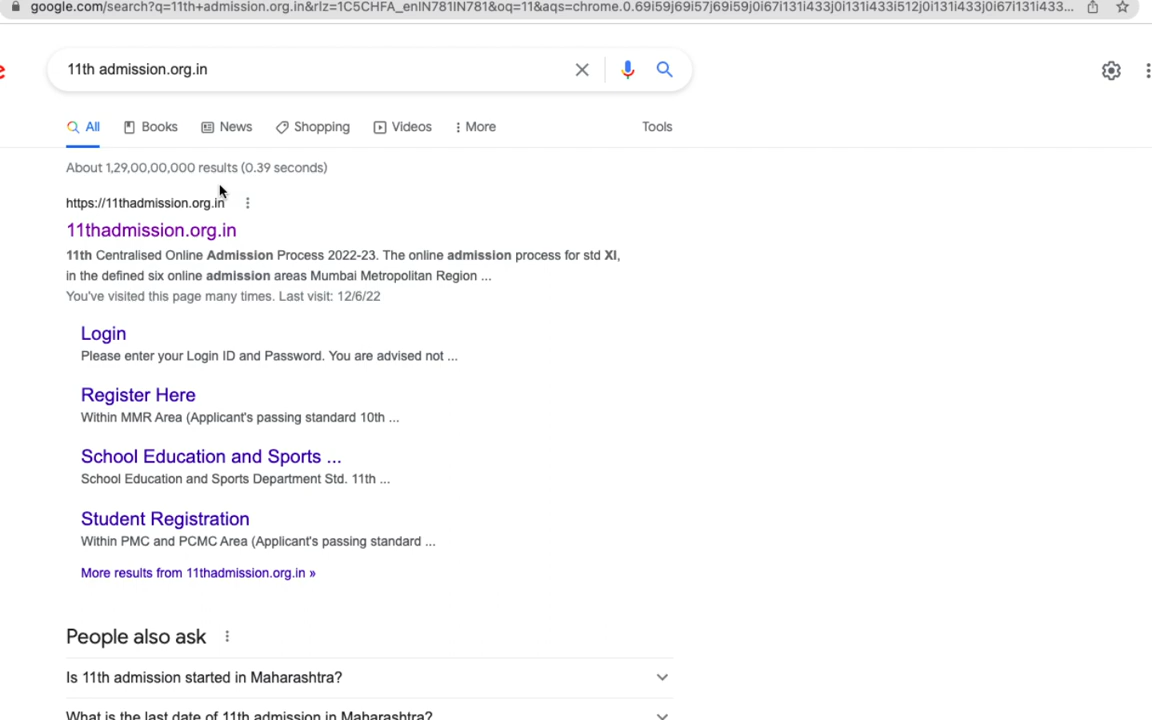 google.com/search?q=11th+admission.org.in&rlz=1C5CHFA_enIN781IN781&oq=11&aqs=chrome.0.69i59j69i57j69i59j0i67i131i433j0i131i433i512j0i131i433j0i67i131i433...
11th admission.org.in
All Books News Shopping Videos More Tools
About 1,29,00,00,000 results (0.39 seconds)
https://11thadmission.org.in
11thadmission.org.in
11th Centralised Online Admission Process 2022-23. The online admission process for std XI,
in the defined six online admission areas Mumbai Metropolitan Region ...
You've visited this page many times. Last visit: 12/6/22
Login
Please enter your Login ID and Password. You are advised not ...
Register Here
Within MMR Area (Applicant's passing standard 10th ...
School Education and Sports ...
School Education and Sports Department Std. 11th ...
Student Registration
Within PMC and PCMC Area (Applicant's passing standard ...
More results from 11thadmission.org.in »
People also ask
Is 11th admission started in Maharashtra?
What is the last date of 11th admission in Maharashtra?